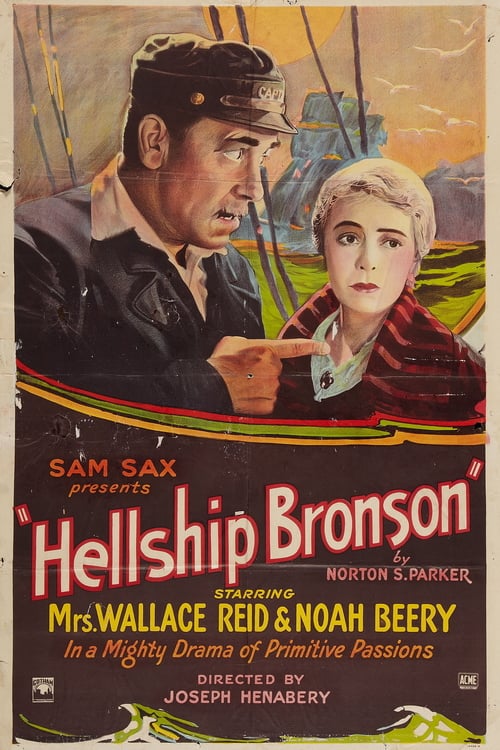 CAPT
SAM SAX
presents
"Hellship Bronson"
by
NORTON S. PARKER
STARRING
Mrs. WALLACE REID & NOAH BEERY
In a Mighty Drama of Primitive Passions
DIRECTED BY
JOSEPH HENABERY
GOTHAM
ACME